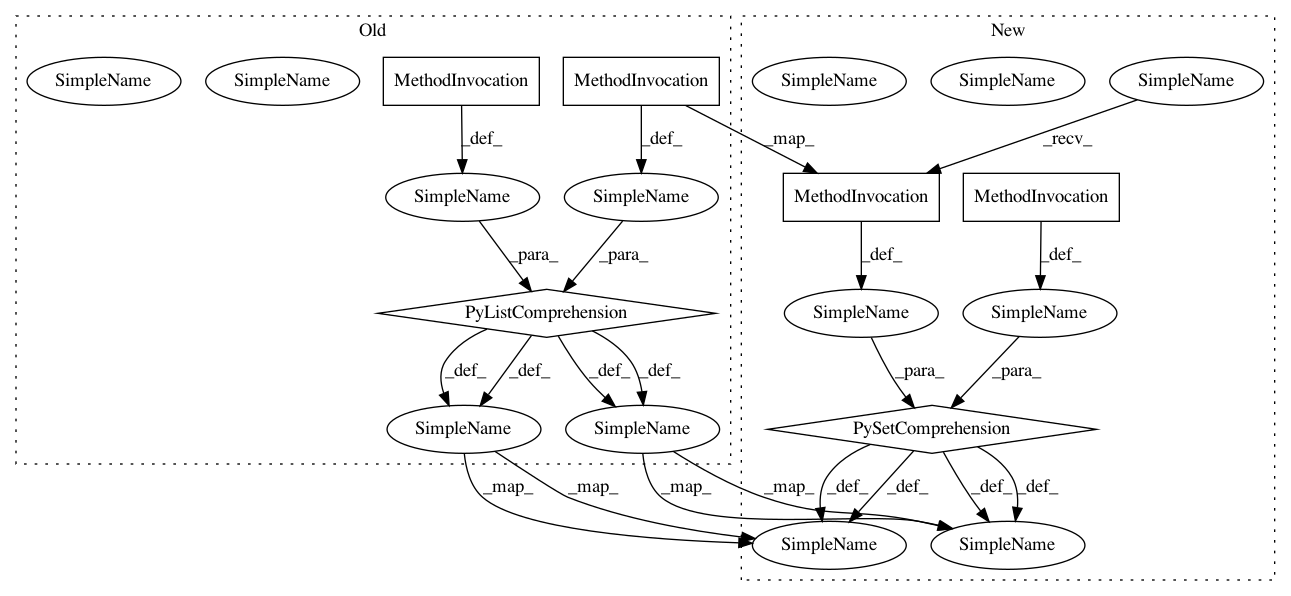 Old
New
SimpleName
SimpleName
MethodInvocation
MethodInvocation
SimpleName
SimpleName
SimpleName
_def_
_def_
_map_
_recv_
SimpleName
SimpleName
MethodInvocation
MethodInvocation
_para_
_para_
_def_
_def_
PyListComprehension
SimpleName
SimpleName
_def_
_def_
_def_
_def_
_para_
_para_
SimpleName
SimpleName
PySetComprehension
_map_
_map_
_map_
_map_
_def_
_def_
_def_
_def_
SimpleName
SimpleName